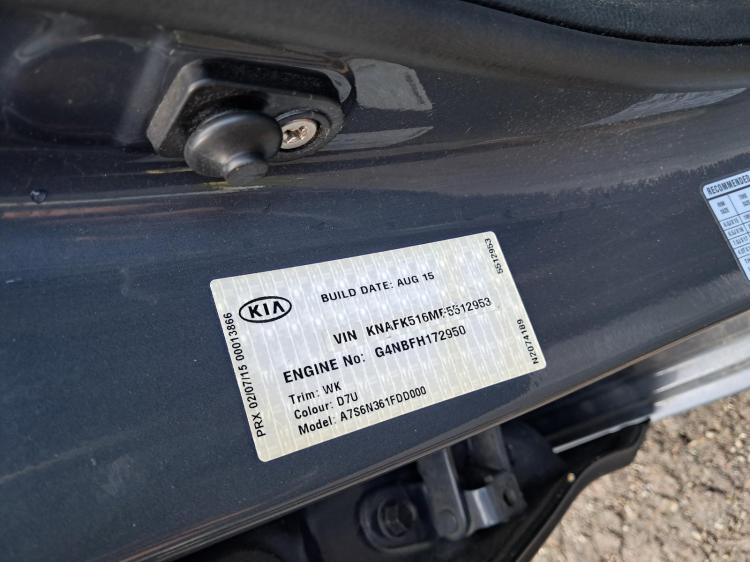 KIA
BUILD DATE: AUG 15
VIN KNAFK516MF5512953
ENGINE No: G4NBFH172950
Trim: WK
Colour: D7U
Model: A7S6N361FDD000
PRX 02/07/15 00013866
5512953
N2074189
RECOMMENDED